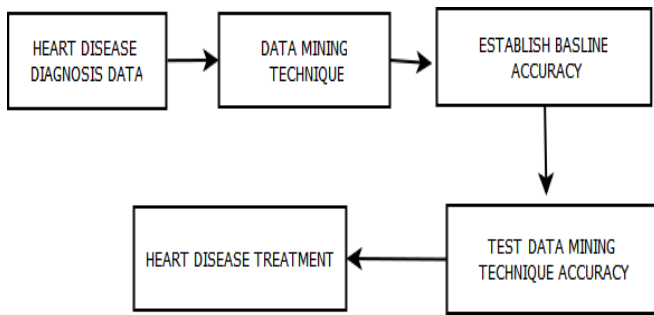 HEART DISEASE
DIAGNOSIS DATA
DATA MINING
TECHNIQUE
ESTABLISH BASLINE
ACCURACY
TEST DATA MINING
TECHNIQUE ACCURACY
HEART DISEASE TREATMENT